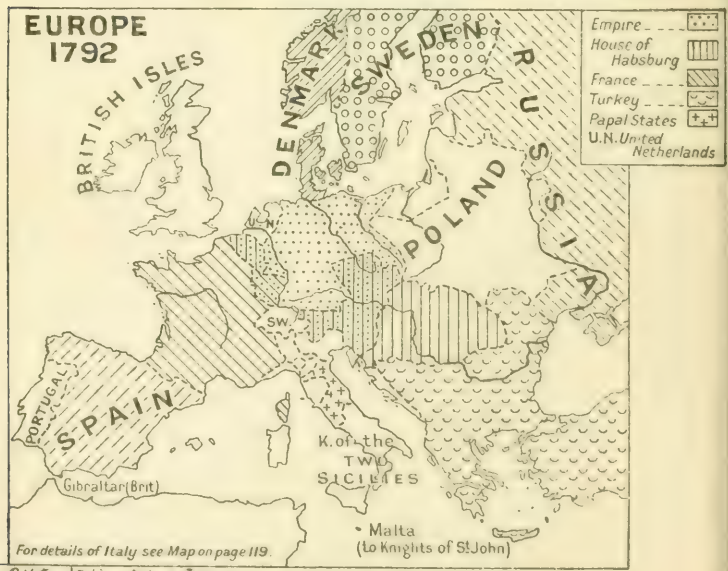 EUROPE
1792
Empire
House of
Habsburg
France
Turkey
Papal States
U.N. United
Netherlands
BRITISH ISLES
DENMARK
SWEDEN
RUSSIA
POLAND
U.N.
SW.
PORTUGAL
SPAIN
K. of the
TWO
SICILIES
Gibraltar (Brit)
Malta
(to Knights of St John)
For details of Italy see Map on page 119.